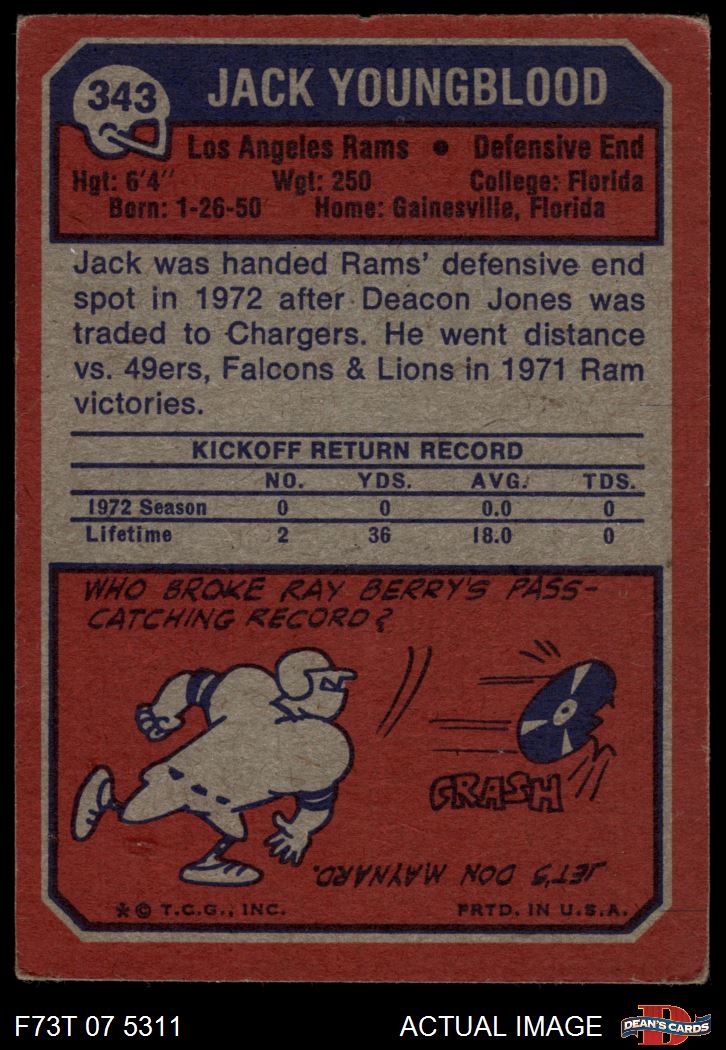 343
JACK YOUNGBLOOD
Los Angeles Rams • Defensive End
Hgt: 6'4" Wgt: 250 College: Florida
Born: 1-26-50 Home: Gainesville, Florida
Jack was handed Rams' defensive end
spot in 1972 after Deacon Jones was
traded to Chargers. He went distance
vs. 49ers, Falcons & Lions in 1971 Ram
victories.
KICKOFF RETURN RECORD
NO. YDS. AVG. TDS.
1972 Season 0 0 0.0 0
Lifetime 2 36 18.0 0
WHO BROKE RAY BERRY'S PASS-
CATCHING RECORD?
R
CRASH
JETS DON MAYNARD.
* © T.C.G., INC. PRTD. IN U.S.A.
F73T 07 5311 ACTUAL IMAGE D DEAN'S CARDS